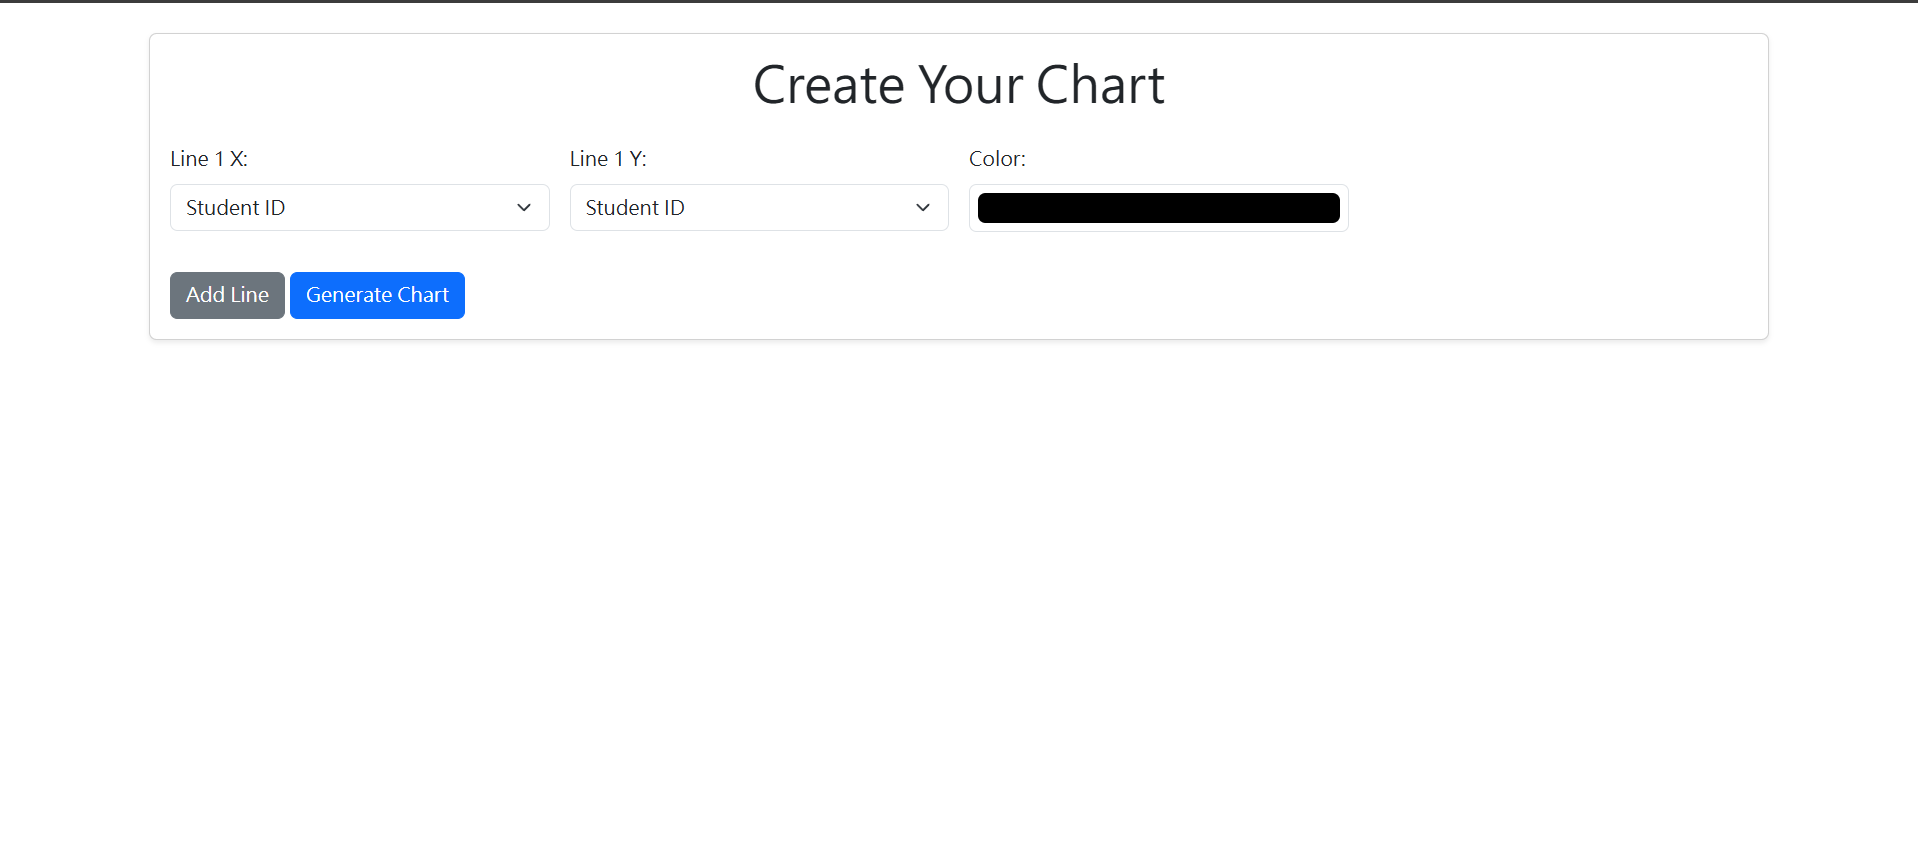 Create Your Chart
Line 1 X: Line 1 Y: Color:
Student ID Student ID
Add Line Generate Chart